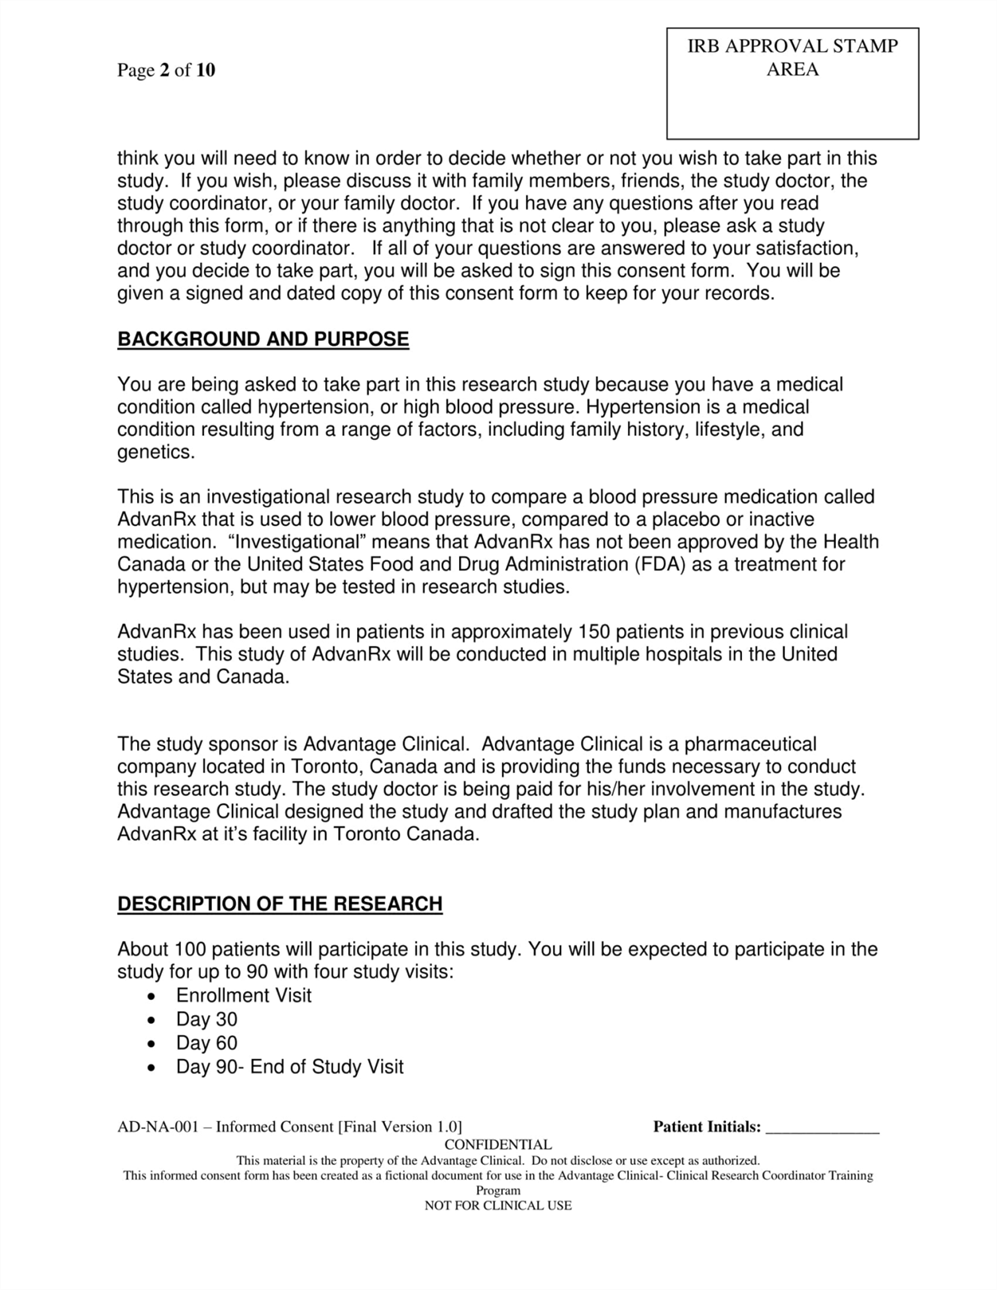 IRB APPROVAL STAMP
AREA
Page 2 of 10
think you will need to know in order to decide whether or not you wish to take part in this
study.  If you wish, please discuss it with family members, friends, the study doctor, the
study coordinator, or your family doctor.  If you have any questions after you read
through this form, or if there is anything that is not clear to you, please ask a study
doctor or study coordinator.   If all of your questions are answered to your satisfaction,
and you decide to take part, you will be asked to sign this consent form.  You will be
given a signed and dated copy of this consent form to keep for your records.
BACKGROUND AND PURPOSE
You are being asked to take part in this research study because you have a medical
condition called hypertension, or high blood pressure. Hypertension is a medical
condition resulting from a range of factors, including family history, lifestyle, and
genetics.
This is an investigational research study to compare a blood pressure medication called
AdvanRx that is used to lower blood pressure, compared to a placebo or inactive
medication.  “Investigational” means that AdvanRx has not been approved by the Health
Canada or the United States Food and Drug Administration (FDA) as a treatment for
hypertension, but may be tested in research studies.
AdvanRx has been used in patients in approximately 150 patients in previous clinical
studies.  This study of AdvanRx will be conducted in multiple hospitals in the United
States and Canada.
The study sponsor is Advantage Clinical.  Advantage Clinical is a pharmaceutical
company located in Toronto, Canada and is providing the funds necessary to conduct
this research study. The study doctor is being paid for his/her involvement in the study.
Advantage Clinical designed the study and drafted the study plan and manufactures
AdvanRx at it’s facility in Toronto Canada.
DESCRIPTION OF THE RESEARCH
About 100 patients will participate in this study. You will be expected to participate in the
study for up to 90 with four study visits:
• Enrollment Visit
• Day 30
• Day 60
• Day 90- End of Study Visit
AD-NA-001 – Informed Consent [Final Version 1.0] Patient Initials: ______________
CONFIDENTIAL
This material is the property of the Advantage Clinical.  Do not disclose or use except as authorized.
This informed consent form has been created as a fictional document for use in the Advantage Clinical- Clinical Research Coordinator Training
Program
NOT FOR CLINICAL USE